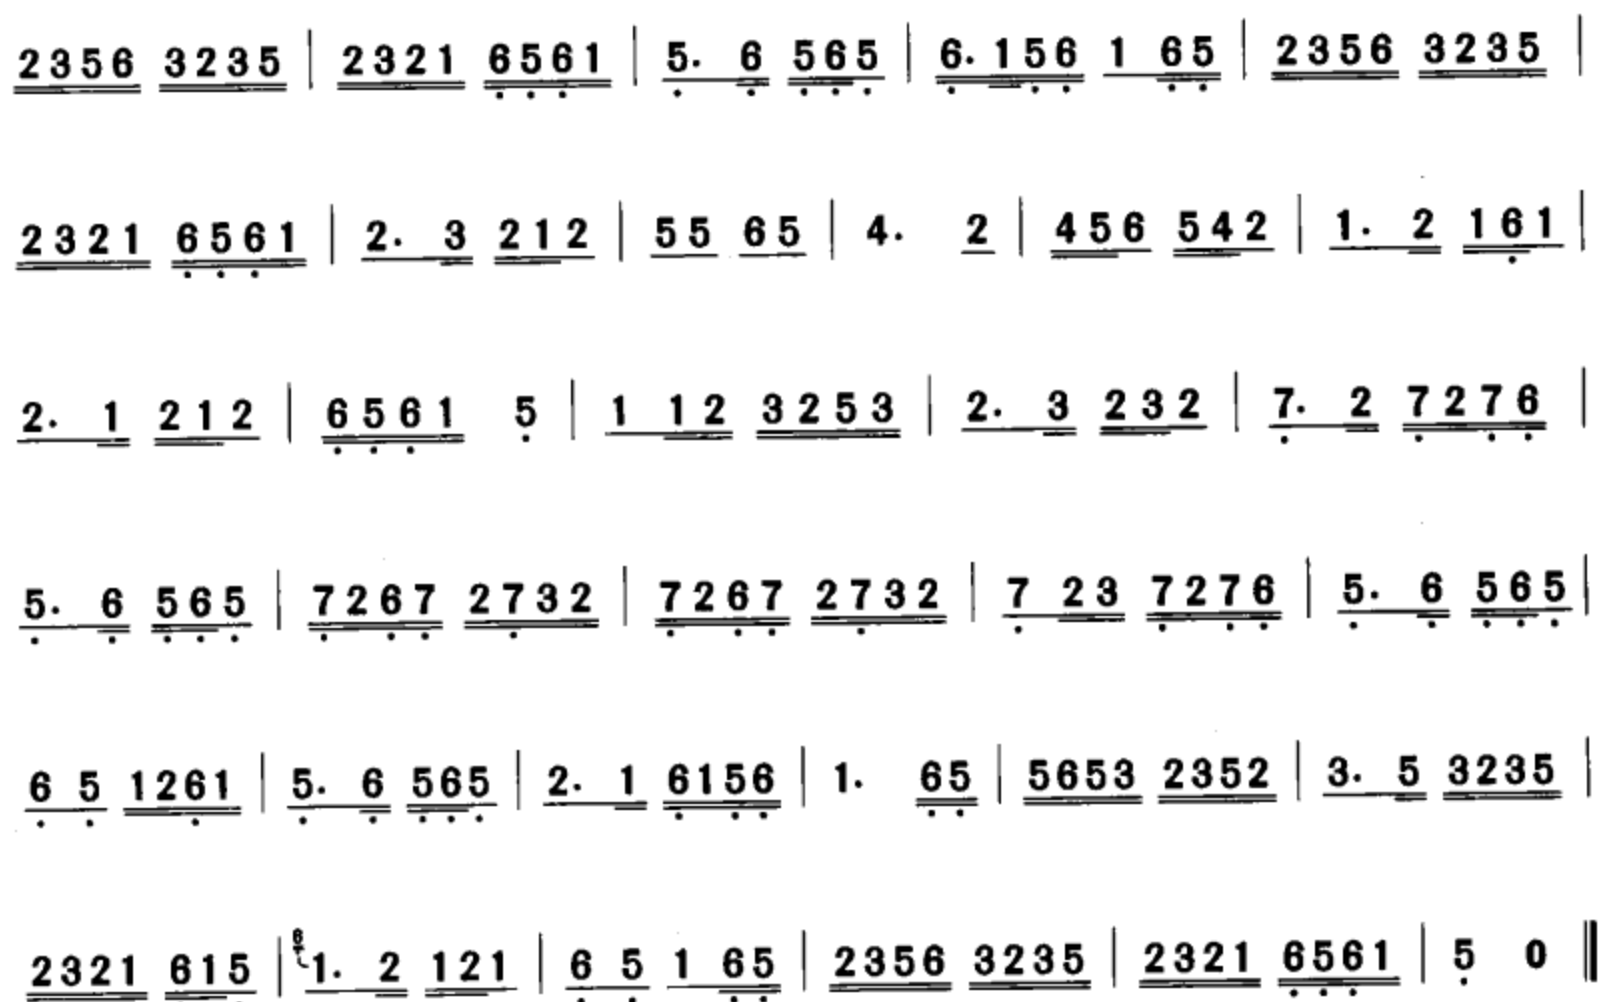 2356 3235 | 2321 6561 | 5. 6 565 | 6.156 1 65 | 2356 3235 |
2321 6561 | 2. 3 212 | 55 65 | 4. 2 | 456 542 | 1. 2 161 |
2. 1 212 | 6561 5 | 1 12 3253 | 2. 3 232 | 7. 2 7276 |
5. 6 565 | 7267 2732 | 7267 2732 | 7 23 7276 | 5. 6 565 |
6 5 1261 | 5. 6 565 | 2. 1 6156 | 1. 65 | 5653 2352 | 3. 5 3235 |
2321 615 | 6 1. 2 121 | 6 5 1 65 | 2356 3235 | 2321 6561 | 5 0 ‖